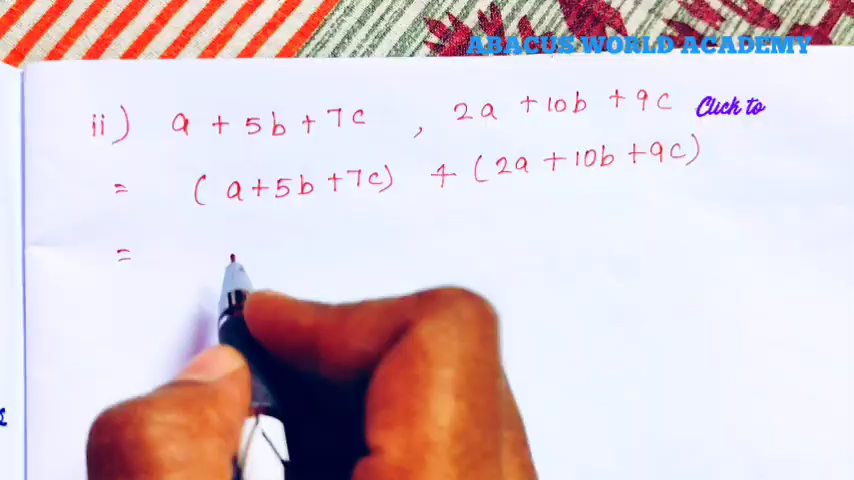 ABACUS WORLD ACADEMY
ii) a + 5b + 7c , 2a + 10b + 9c
Click to
= (a+5b+7c) + (2a+10b+9c)
=